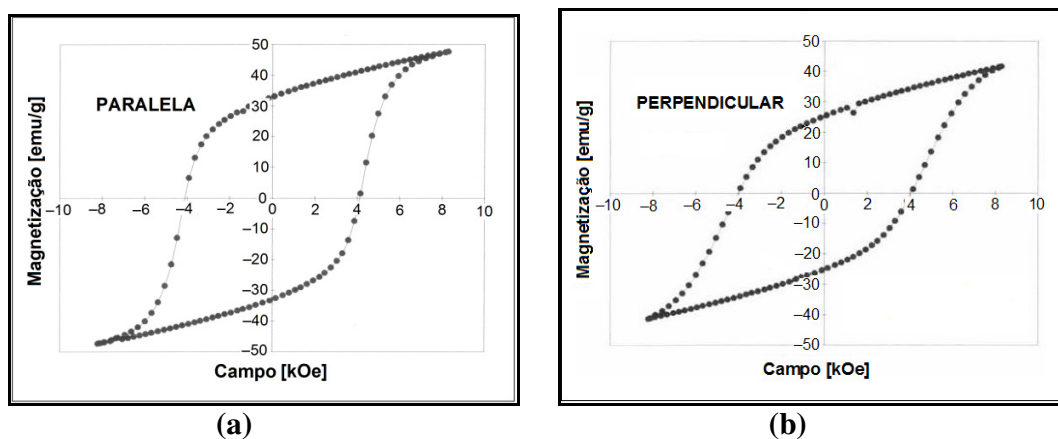 50
40
PARALELA
30
20
10
0
–10 –8 –6 –4 –2 0 2 4 6 8 10
–10
–20
–30
–40
–50
Magnetização [emu/g]
Campo [kOe]
(a)
50
40
PERPENDICULAR
30
20
10
0
–10 –8 –6 –4 –2 0 2 4 6 8 10
–10
–20
–30
–40
–50
Magnetização [emu/g]
Campo [kOe]
(b)